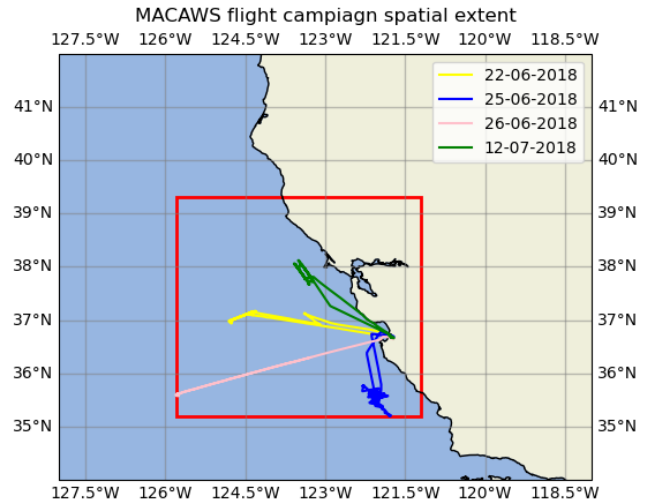 MACAWS flight campiagn spatial extent
127.5°W 126°W 124.5°W 123°W 121.5°W 120°W 118.5°W
22-06-2018
25-06-2018
26-06-2018
12-07-2018
41°N 41°N
40°N 40°N
39°N 39°N
38°N 38°N
37°N 37°N
36°N 36°N
35°N 35°N
127.5°W 126°W 124.5°W 123°W 121.5°W 120°W 118.5°W